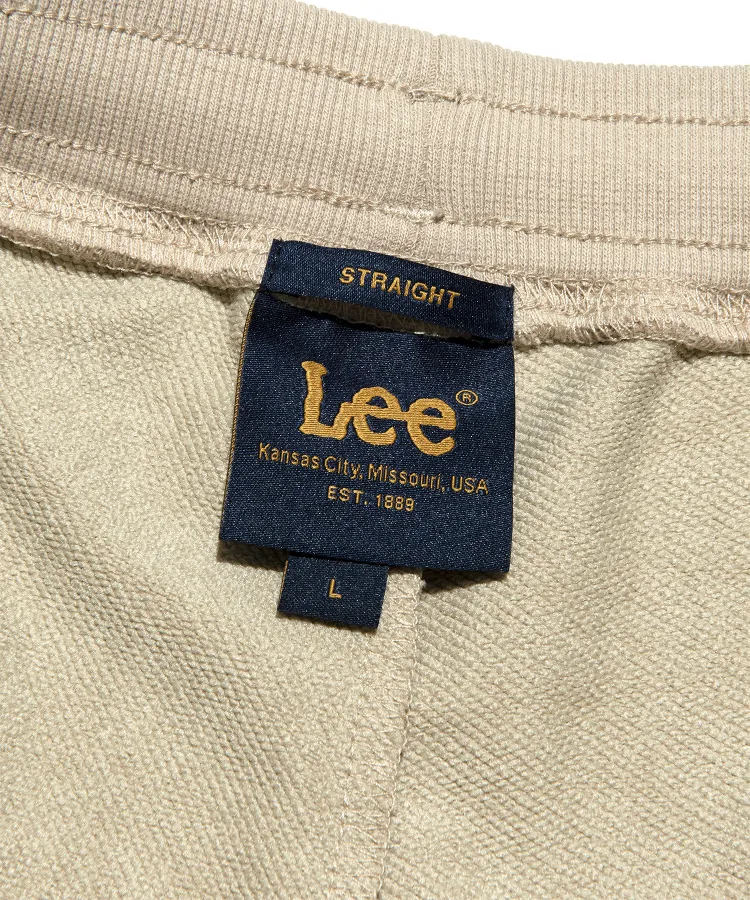 STRAIGHT
Lee®
Kansas City, Missouri, USA
EST. 1889
L